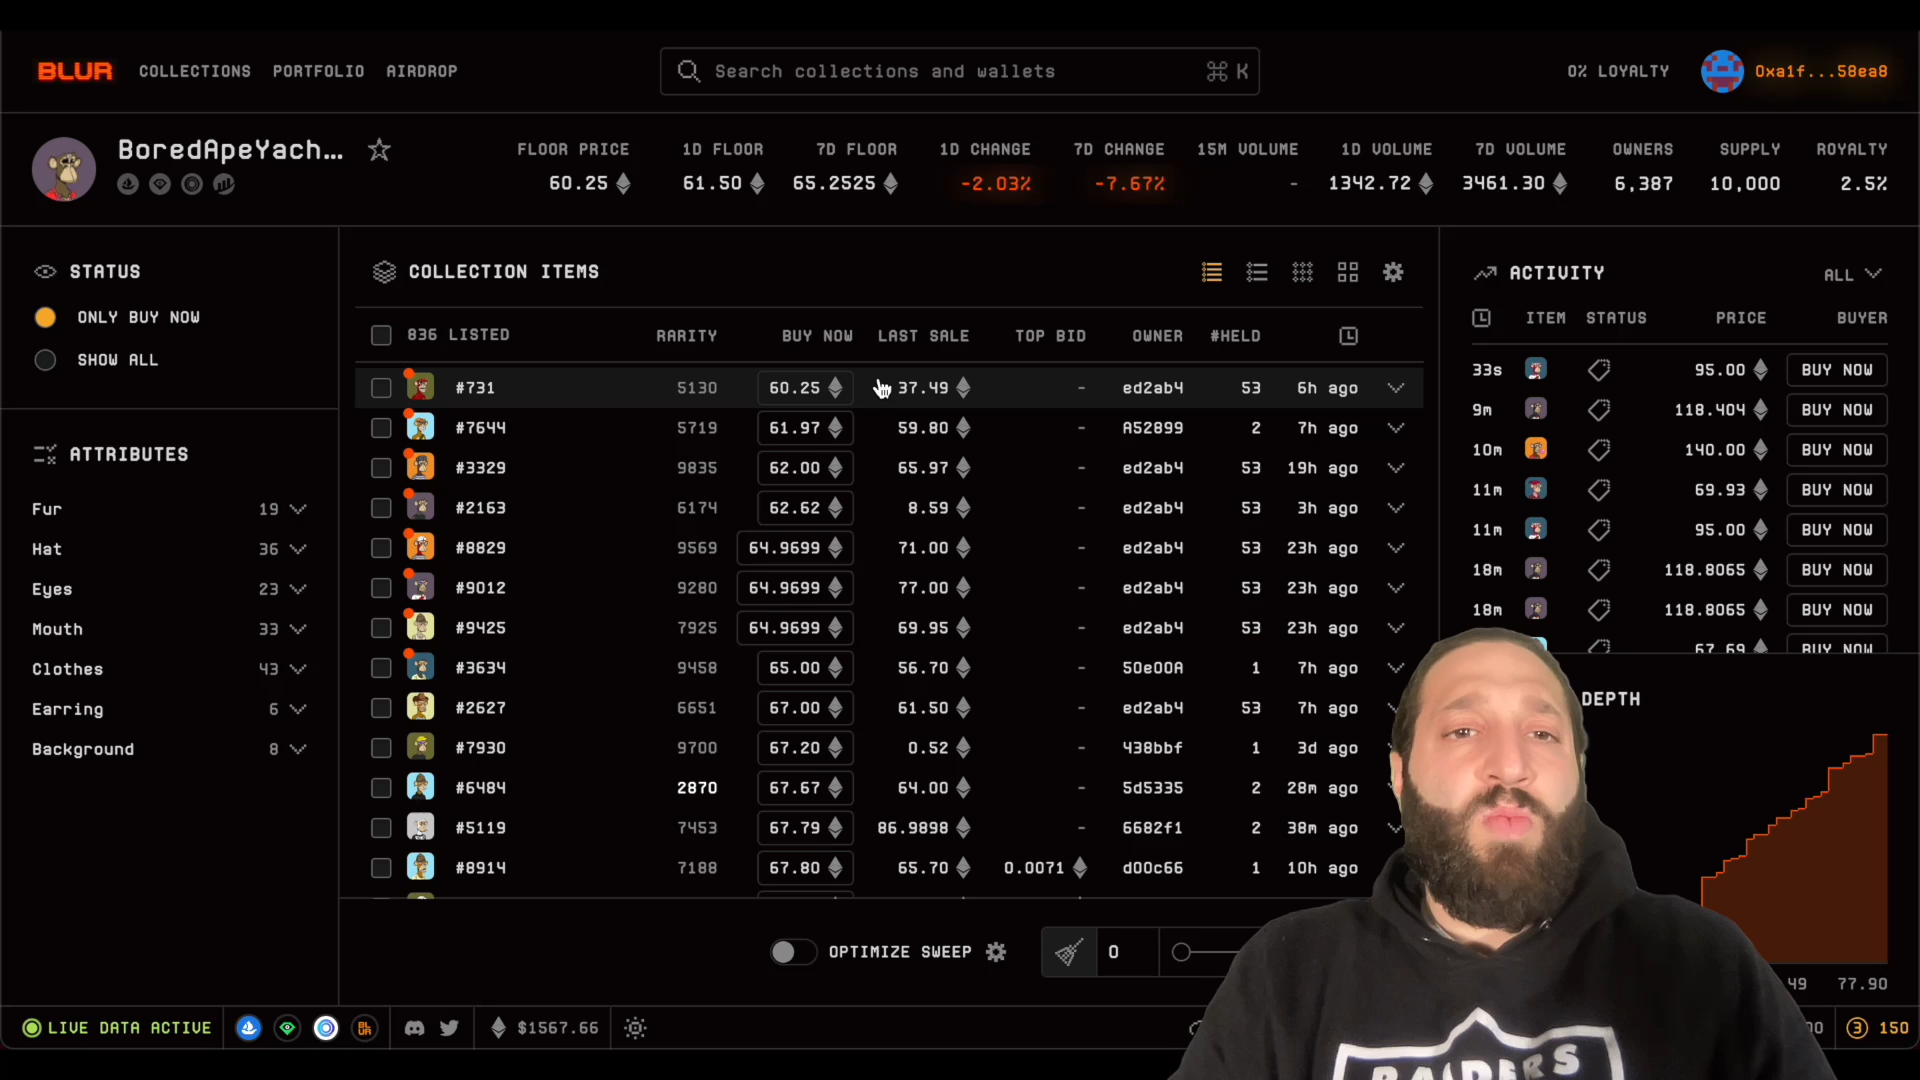 BLUR COLLECTIONS PORTFOLIO AIRDROP Search collections and wallets ⌘ K 0% LOYALTY 0xa1f...58ea8
BoredApeYach...
FLOOR PRICE 1D FLOOR 7D FLOOR 1D CHANGE 7D CHANGE 15M VOLUME 1D VOLUME 7D VOLUME OWNERS SUPPLY ROYALTY
60.25 61.50 65.2525 -2.03% -7.67% - 1342.72 3461.30 6,387 10,000 2.5%
STATUS
ONLY BUY NOW
SHOW ALL
ATTRIBUTES
Fur 19
Hat 36
Eyes 23
Mouth 33
Clothes 43
Earring 6
Background 8
COLLECTION ITEMS
836 LISTED RARITY BUY NOW LAST SALE TOP BID OWNER #HELD
#731 5130 60.25 37.49 - ed2ab4 53 6h ago
#7644 5719 61.97 59.80 - A52899 2 7h ago
#3329 9835 62.00 65.97 - ed2ab4 53 19h ago
#2163 6174 62.62 8.59 - ed2ab4 53 3h ago
#8829 9569 64.9699 71.00 - ed2ab4 53 23h ago
#9012 9280 64.9699 77.00 - ed2ab4 53 23h ago
#9425 7925 64.9699 69.95 - ed2ab4 53 23h ago
#3634 9458 65.00 56.70 - 50e00A 1 7h ago
#2627 6651 67.00 61.50 - ed2ab4 53 7h ago
#7930 9700 67.20 0.52 - 438bbf 1 3d ago
#6484 2870 67.67 64.00 - 5d5335 2 28m ago
#5119 7453 67.79 86.9898 - 6682f1 2 38m ago
#8914 7188 67.80 65.70 0.0071 d00c66 1 10h ago
OPTIMIZE SWEEP 0
ACTIVITY ALL
ITEM STATUS PRICE BUYER
33s 95.00 BUY NOW
9m 118.404 BUY NOW
10m 140.00 BUY NOW
11m 69.93 BUY NOW
11m 95.00 BUY NOW
18m 118.8065 BUY NOW
18m 118.8065 BUY NOW
67.69 BUY NOW
DEPTH
49 77.90
LIVE DATA ACTIVE $1567.66
00 3 150
RAIDERS